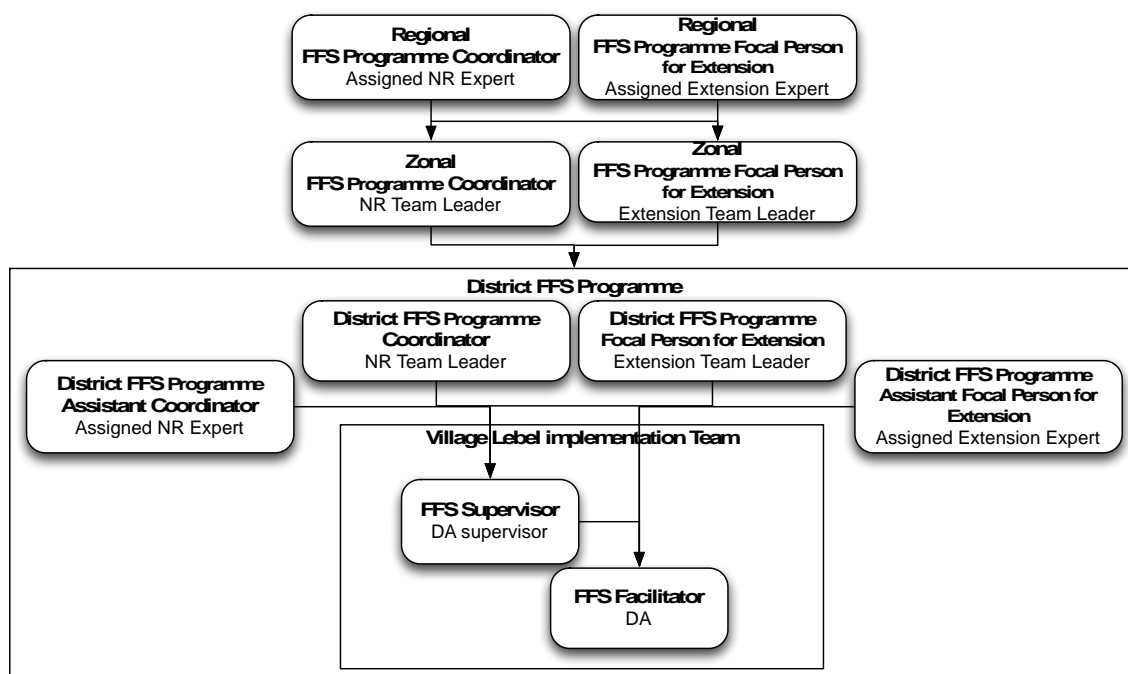 Regional
FFS Programme Coordinator
Assigned NR Expert
Regional
FFS Programme Focal Person
for Extension
Assigned Extension Expert
Zonal
FFS Programme Coordinator
NR Team Leader
Zonal
FFS Programme Focal Person
for Extension
Extension Team Leader
District FFS Programme
District FFS Programme
Coordinator
NR Team Leader
District FFS Programme
Focal Person for Extension
Extension Team Leader
District FFS Programme
Assistant Coordinator
Assigned NR Expert
District FFS Programme
Assistant Focal Person for
Extension
Assigned Extension Expert
Village Lebel implementation Team
FFS Supervisor
DA supervisor
FFS Facilitator
DA